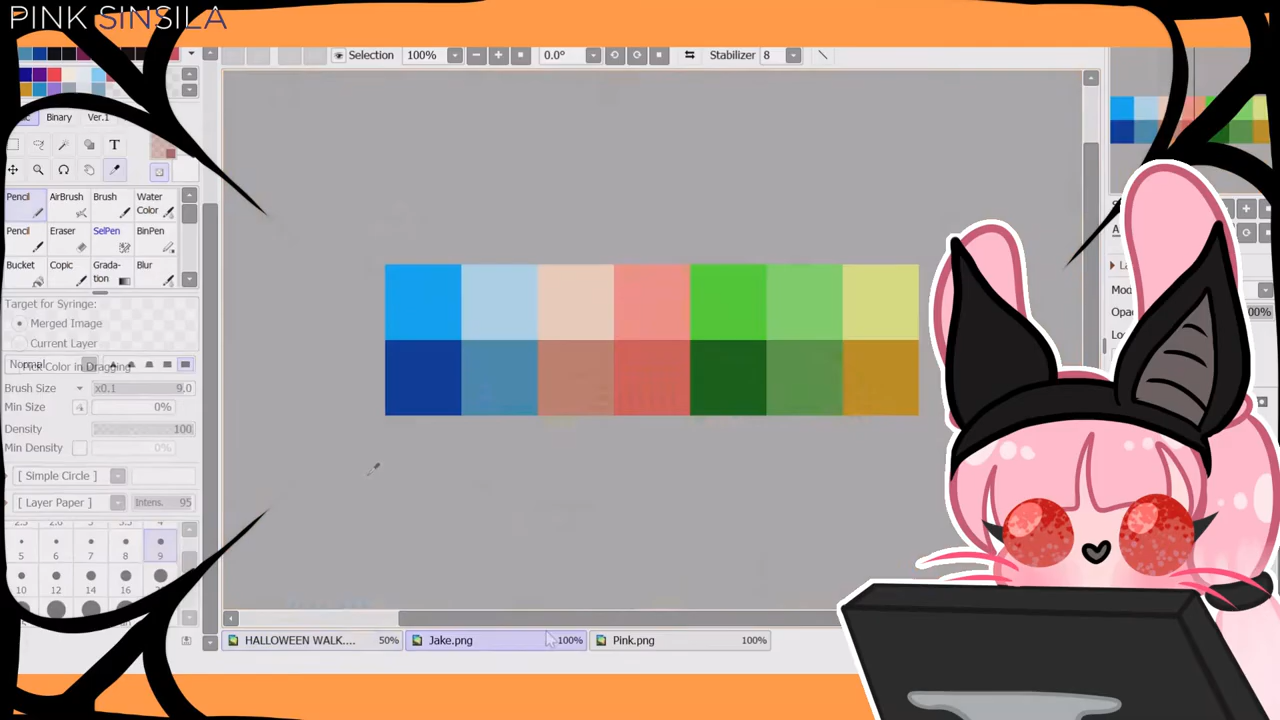 PINK SINSILA
Selection 100% 0.0° Stabilizer 8
Binary Ver.1
T
Pencil AirBrush Brush Water Color
Pencil Eraser SelPen BinPen
Bucket Copic Grada-tion Blur
Target for Syringe:
Merged Image
Current Layer
Normal
Pick Color in Dragging
Brush Size x0.1 9.0
Min Size 0%
Density 100
Min Density 0%
[ Simple Circle ]
[ Layer Paper ] Intens. 95
5 6 7 8 9
10 12 14 16
HALLOWEEN WALK.... 50% Jake.png 100% Pink.png 100%